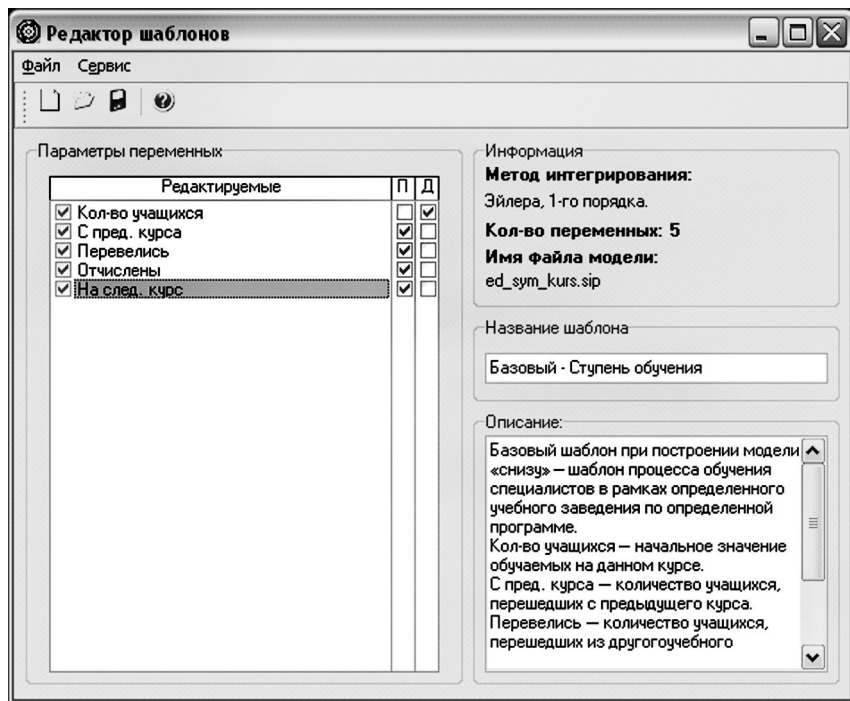 Редактор шаблонов
Файл Сервис
Параметры переменных
Редактируемые П Д
Кол-во учащихся
С пред. курса
Перевелись
Отчислены
На след. курс
Информация
Метод интегрирования:
Эйлера, 1-го порядка.
Кол-во переменных: 5
Имя файла модели:
ed_sym_kurs.sip
Название шаблона
Базовый - Ступень обучения
Описание:
Базовый шаблон при построении модели
«снизу» — шаблон процесса обучения
специалистов в рамках определенного
учебного заведения по определенной
программе.
Кол-во учащихся — начальное значение
обучаемых на данном курсе.
С пред. курса — количество учащихся,
перешедших с предыдущего курса.
Перевелись — количество учащихся,
перешедших из другогоучебного